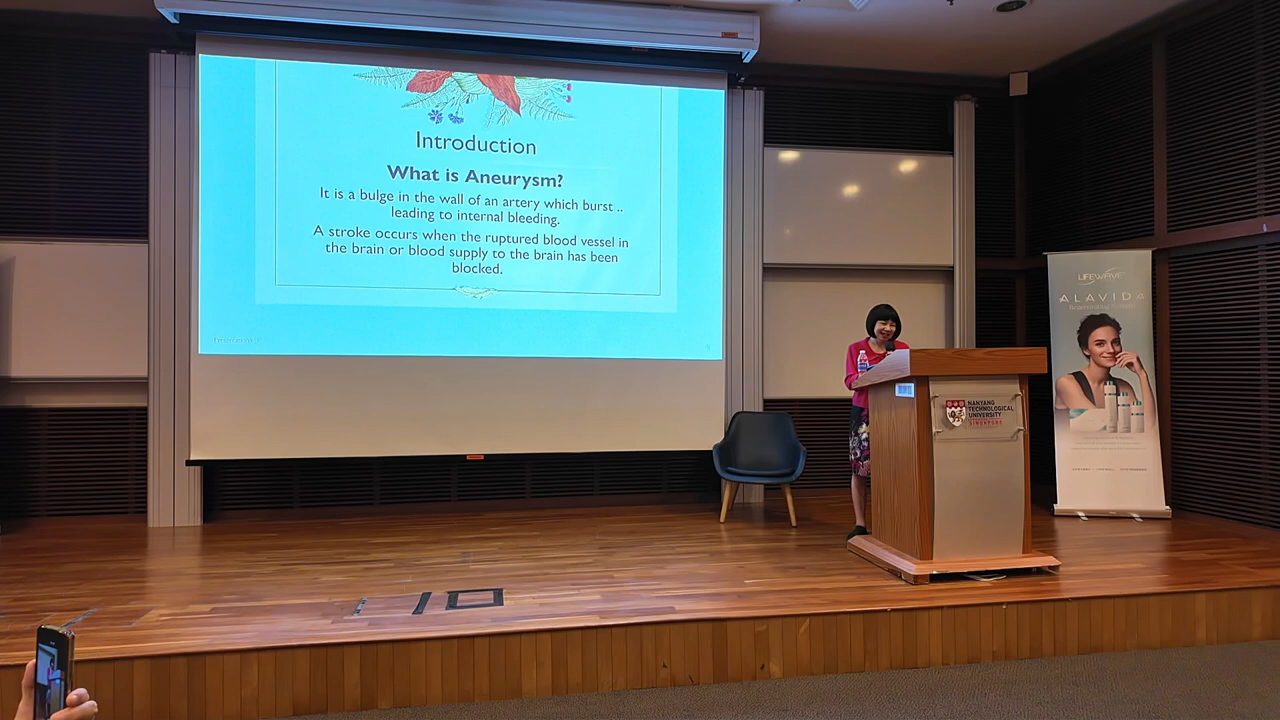 Introduction
What is Aneurysm?
It is a bulge in the wall of an artery which burst ..
leading to internal bleeding.
A stroke occurs when the ruptured blood vessel in
the brain or blood supply to the brain has been
blocked.
NANYANG
TECHNOLOGICAL
UNIVERSITY
SINGAPORE
LIFEWAVE
ALAVIDA